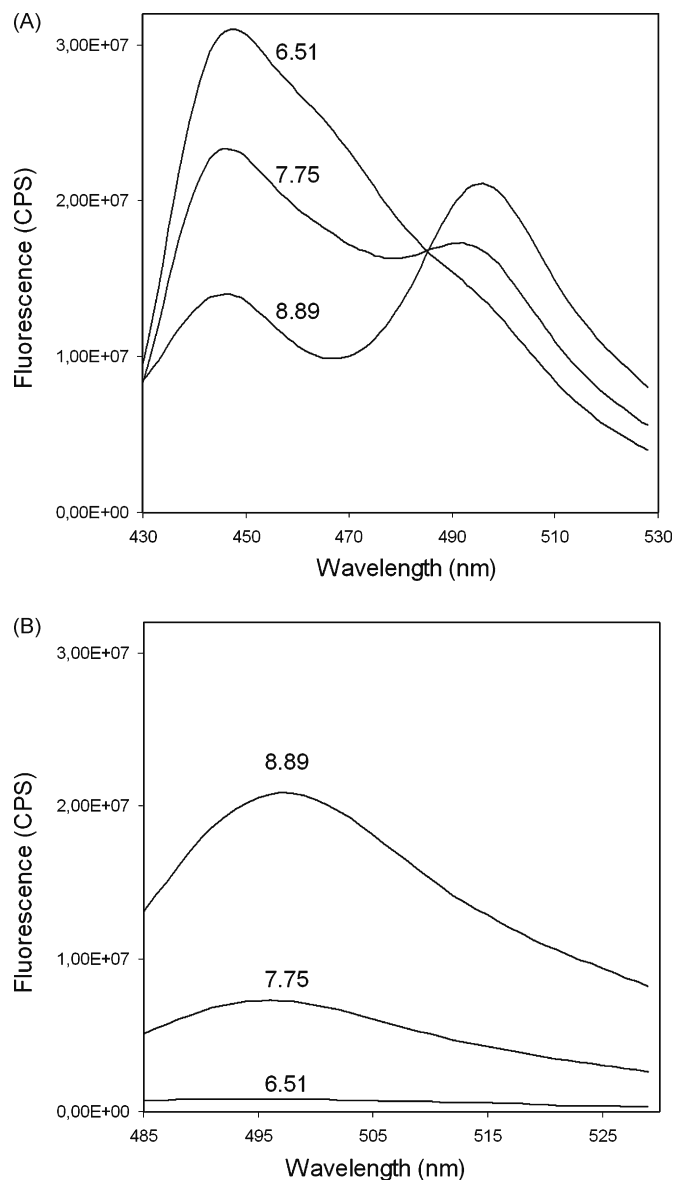 (A)
3,00E+07
6.51
7.75
2,00E+07
8.89
1,00E+07
0,00E+00
Fluorescence (CPS)
430 450 470 490 510 530
Wavelength (nm)
(B)
3,00E+07
8.89
2,00E+07
1,00E+07
7.75
6.51
0,00E+00
Fluorescence (CPS)
485 495 505 515 525
Wavelength (nm)